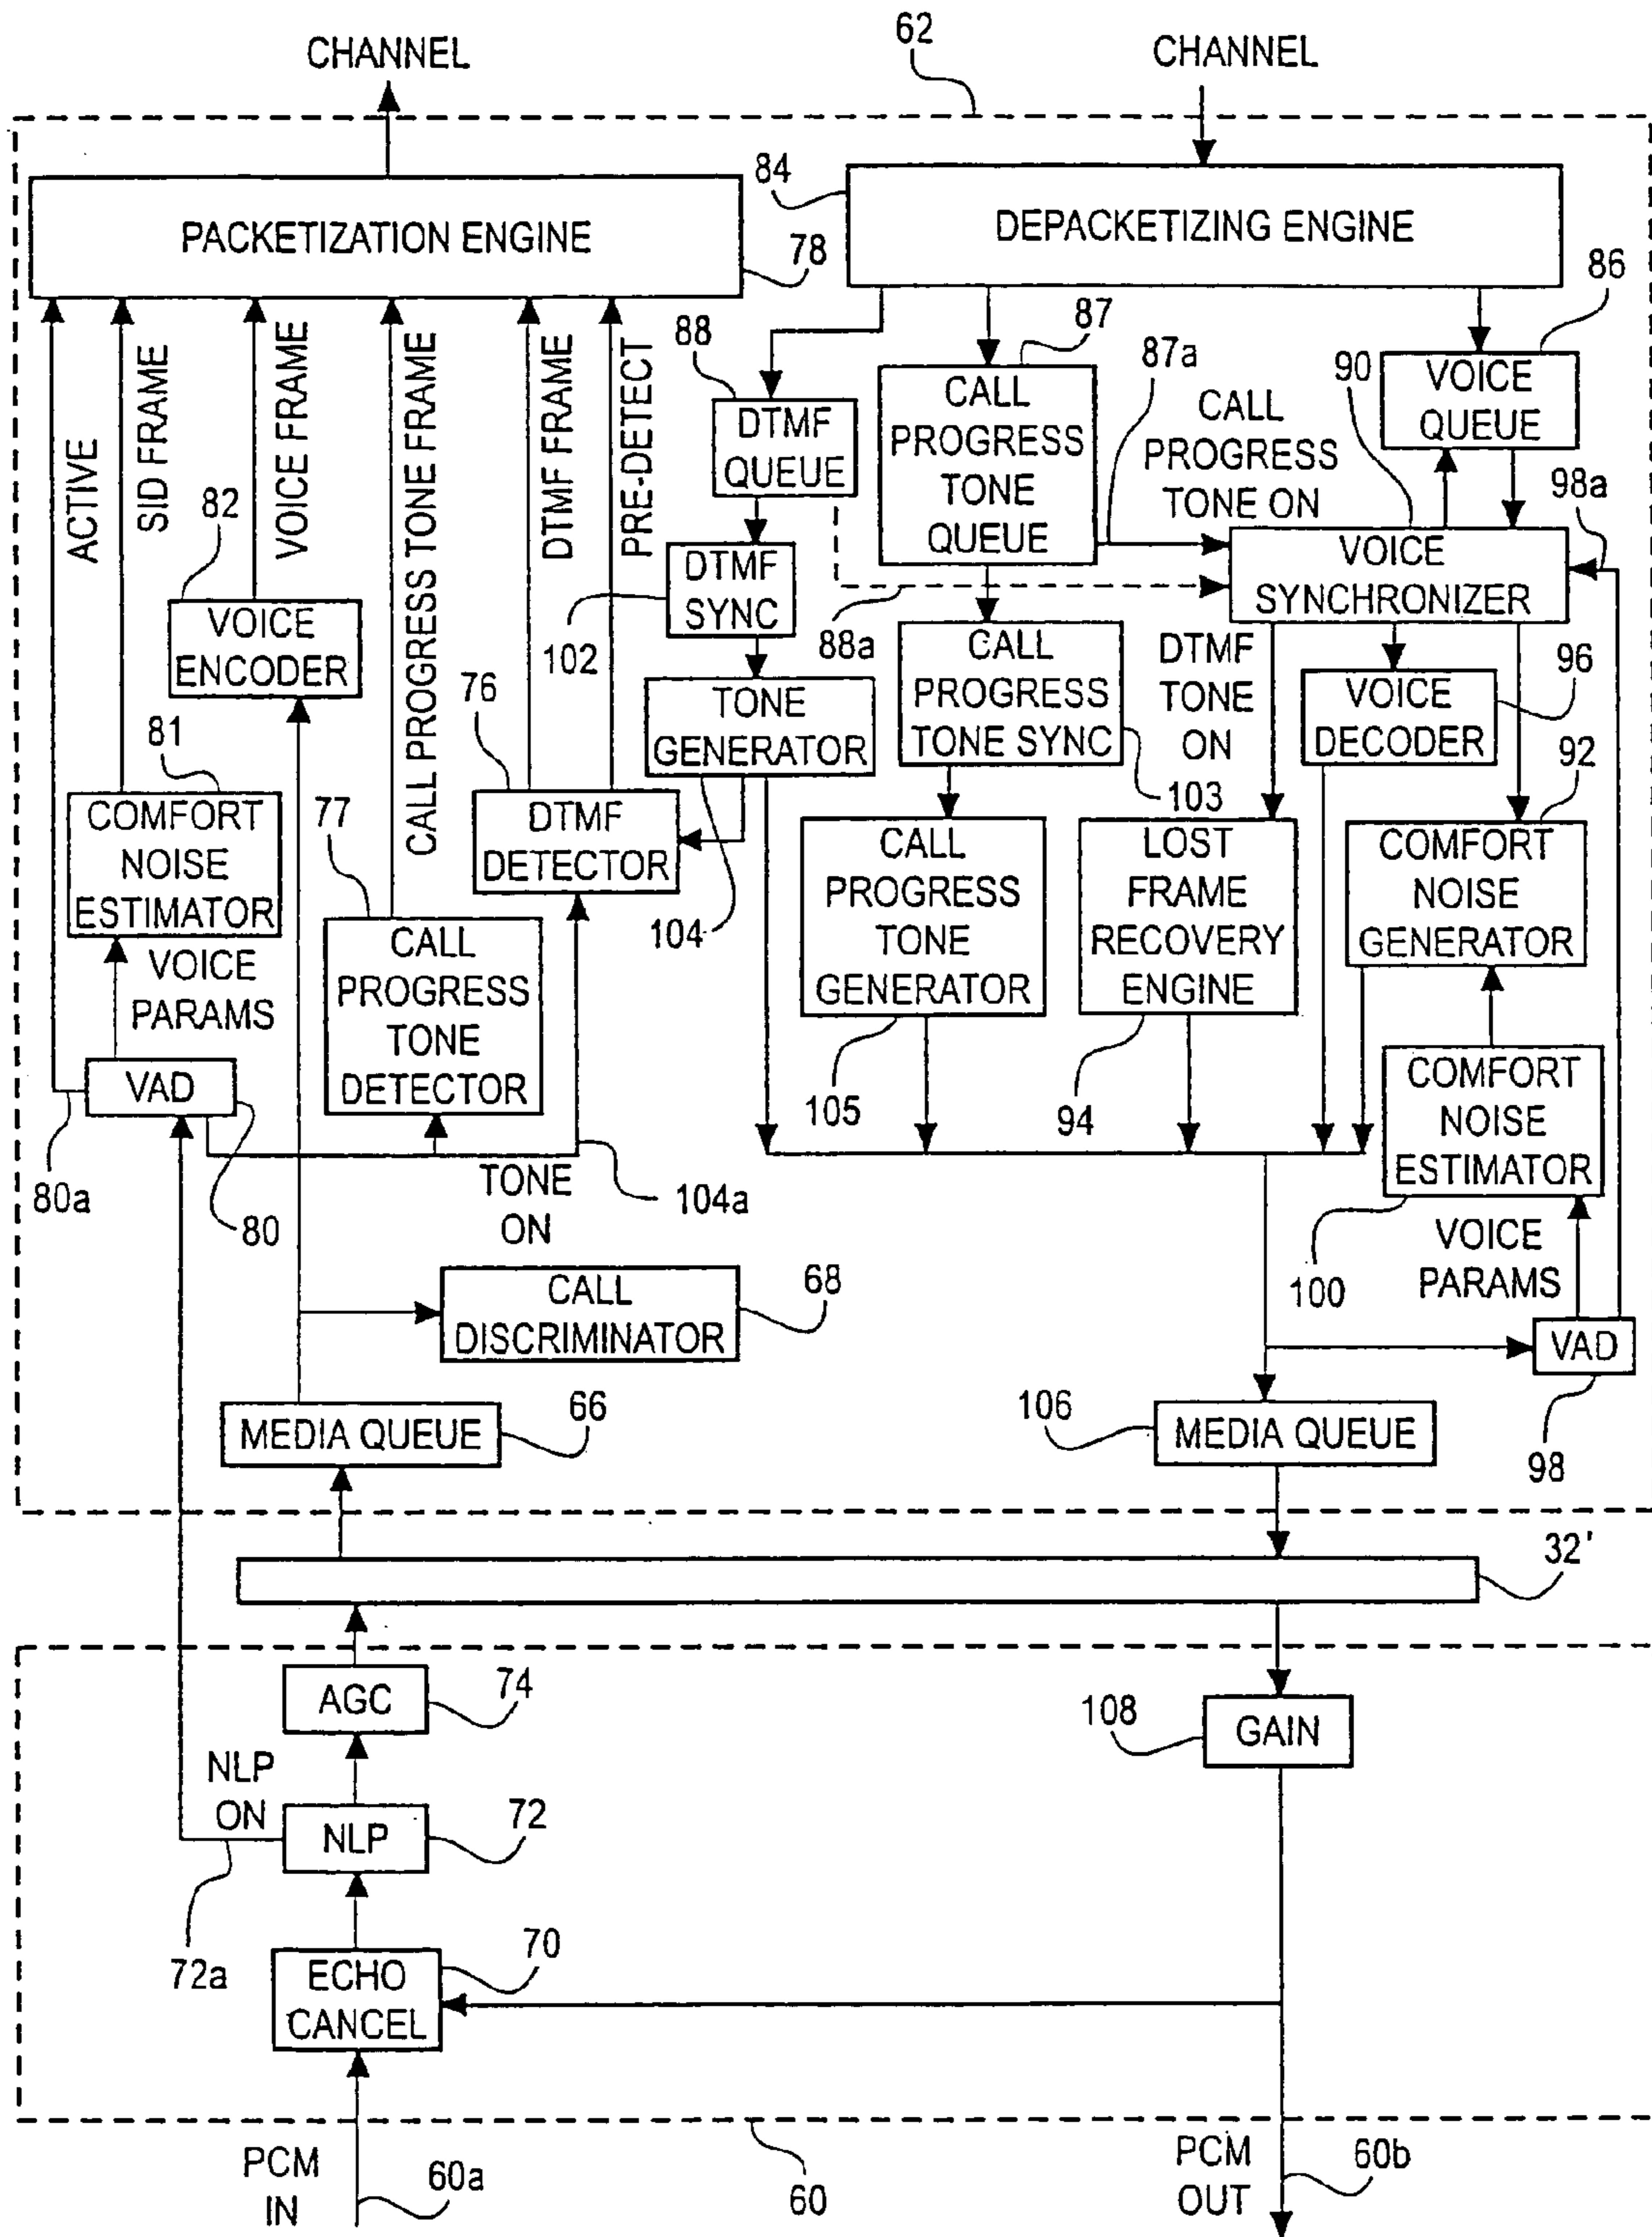 CHANNEL
CHANNEL
62
PACKETIZATION ENGINE
78
84
DEPACKETIZING ENGINE
86
ACTIVE
SID FRAME
VOICE FRAME
CALL PROGRESS TONE FRAME
DTMF FRAME
PRE-DETECT
88
DTMF
QUEUE
87
CALL
PROGRESS
TONE
QUEUE
87a
CALL
PROGRESS
TONE ON
90
VOICE
QUEUE
98a
VOICE
SYNCHRONIZER
82
VOICE
ENCODER
DTMF
SYNC
102
88a
CALL
PROGRESS
TONE SYNC
103
DTMF
TONE
ON
VOICE
DECODER
96
92
81
COMFORT
NOISE
ESTIMATOR
76
TONE
GENERATOR
DTMF
DETECTOR
104
77
CALL
PROGRESS
TONE
DETECTOR
CALL
PROGRESS
TONE
GENERATOR
105
LOST
FRAME
RECOVERY
ENGINE
94
COMFORT
NOISE
GENERATOR
VOICE
PARAMS
VAD
80a
80
TONE
ON
104a
COMFORT
NOISE
ESTIMATOR
100
VOICE
PARAMS
VAD
98
CALL
DISCRIMINATOR
68
MEDIA QUEUE
66
106
MEDIA QUEUE
32'
AGC
74
108
GAIN
NLP
ON
NLP
72
72a
70
ECHO
CANCEL
PCM
IN
60a
60
PCM
OUT
60b